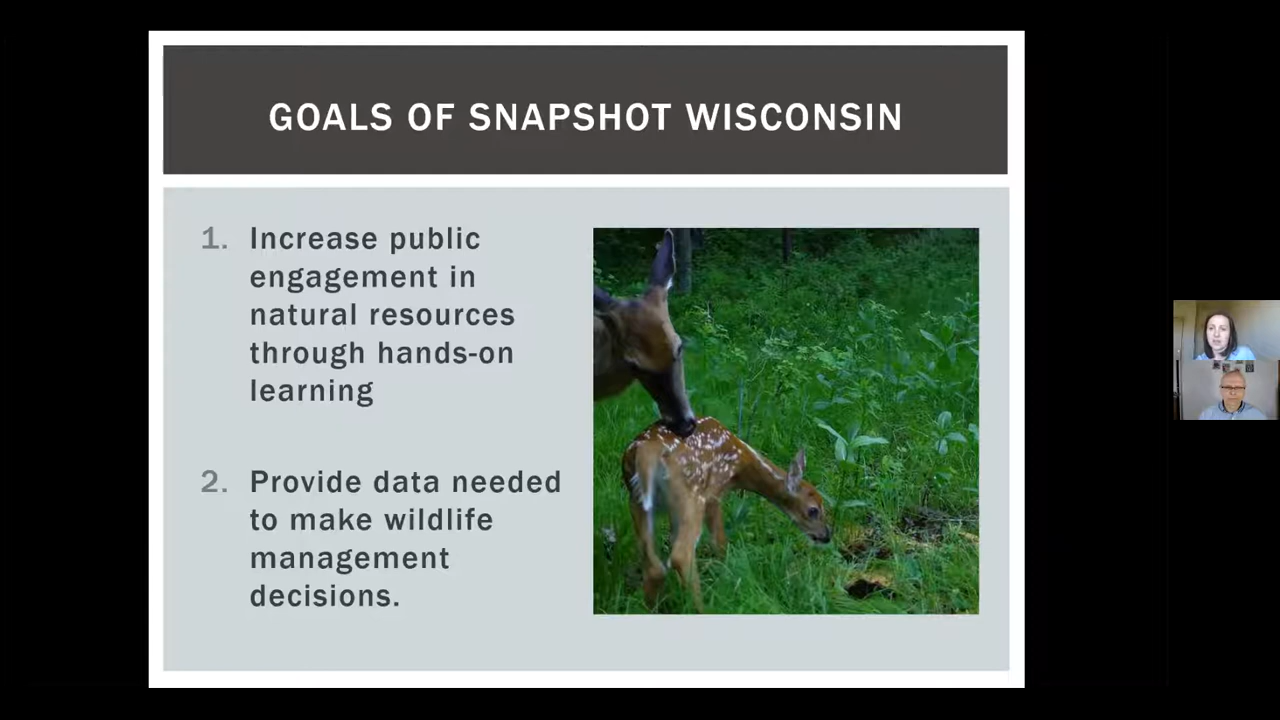 GOALS OF SNAPSHOT WISCONSIN
1. Increase public
engagement in
natural resources
through hands-on
learning
2. Provide data needed
to make wildlife
management
decisions.